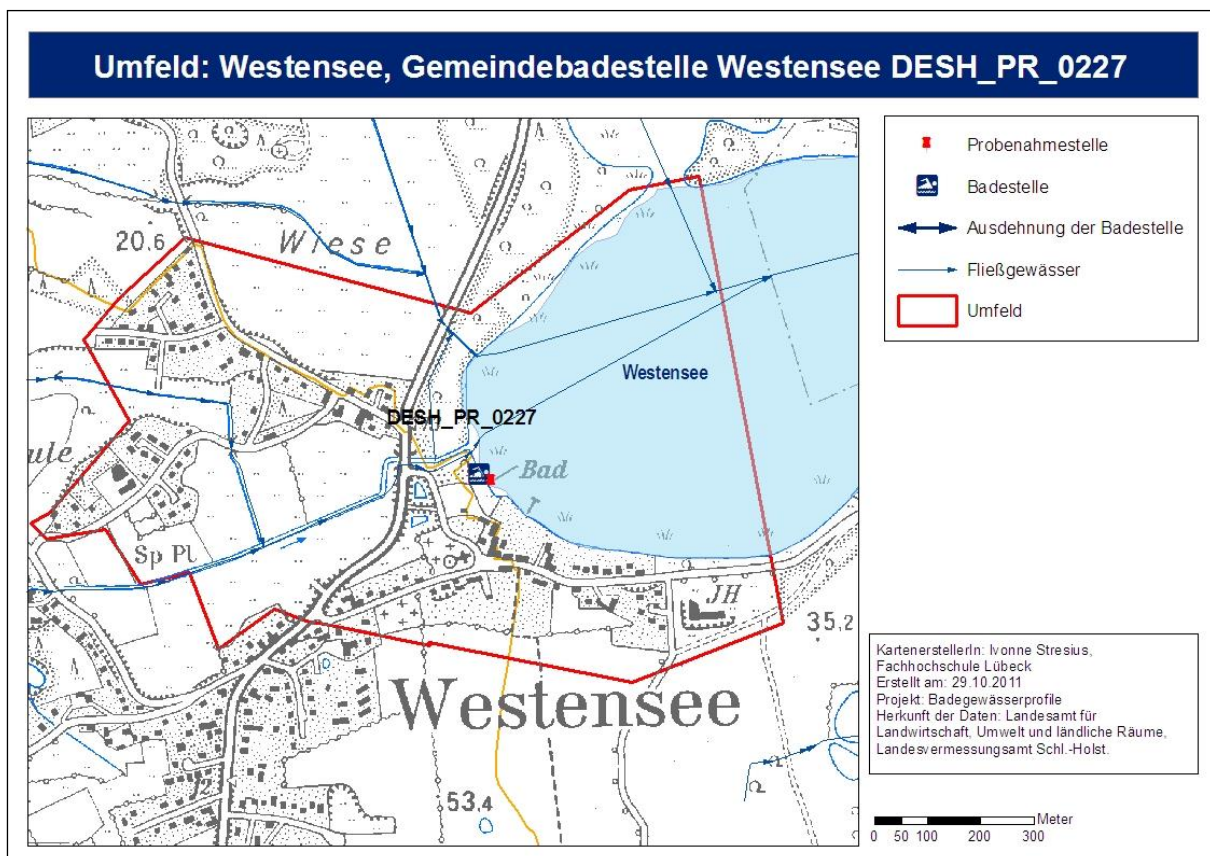 Umfeld: Westensee, Gemeindebadestelle Westensee DESH_PR_0227
Probenahmestelle
Badestelle
Ausdehnung der Badestelle
Fließgewässer
Umfeld
20.6
Wiese
Westensee
DESH_PR_0227
Bad
ule
Sp Pl
JH
35,2
Westensee
53,4
KartenerstellerIn: Ivonne Stresius,
Fachhochschule Lübeck
Erstellt am: 29.10.2011
Projekt: Badegewässerprofile
Herkunft der Daten: Landesamt für
Landwirtschaft, Umwelt und ländliche Räume,
Landesvermessungsamt Schl.-Holst.
Meter
0 50 100 200 300